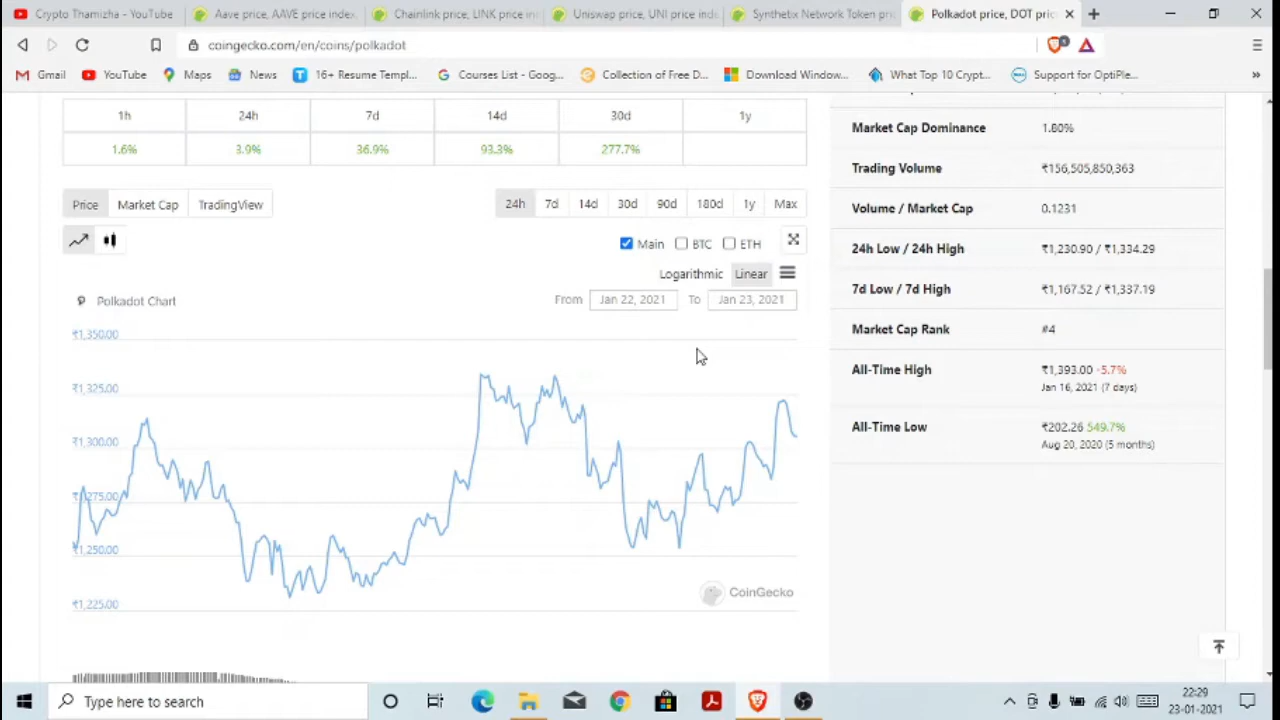 Crypto Thamizha - YouTube
Aave price, AAVE price index,
Chainlink price, LINK price in
Uniswap price, UNI price ind
Synthetix Network Token pri
Polkadot price, DOT pric
coingecko.com/en/coins/polkadot
1
Gmail
YouTube
Maps
News
16+ Resume Templ...
Courses List - Goog...
Collection of Free D...
Download Window...
What Top 10 Crypt...
Support for OptiPle...
»
1h 24h 7d 14d 30d 1y
1.6% 3.9% 36.9% 93.3% 277.7%
Price Market Cap TradingView
24h 7d 14d 30d 90d 180d 1y Max
Main BTC ETH
Logarithmic Linear
Polkadot Chart
From Jan 22, 2021 To Jan 23, 2021
₹1,350.00
₹1,325.00
₹1,300.00
₹1,275.00
₹1,250.00
₹1,225.00
CoinGecko
Market Cap Dominance 1.80%
Trading Volume ₹156,505,850,363
Volume / Market Cap 0.1231
24h Low / 24h High ₹1,230.90 / ₹1,334.29
7d Low / 7d High ₹1,167.52 / ₹1,337.19
Market Cap Rank #4
All-Time High ₹1,393.00 -5.7%
Jan 16, 2021 (7 days)
All-Time Low ₹202.26 549.7%
Aug 20, 2020 (5 months)
Type here to search
22:29
23-01-2021